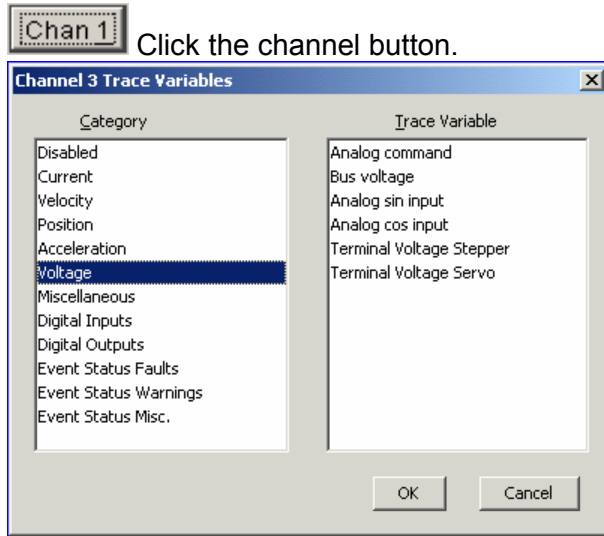 Chan 1 Click the channel button.
Channel 3 Trace Variables
Category Trace Variable
Disabled
Current
Velocity
Position
Acceleration
Voltage
Miscellaneous
Digital Inputs
Digital Outputs
Event Status Faults
Event Status Warnings
Event Status Misc.
Analog command
Bus voltage
Analog sin input
Analog cos input
Terminal Voltage Stepper
Terminal Voltage Servo
OK Cancel